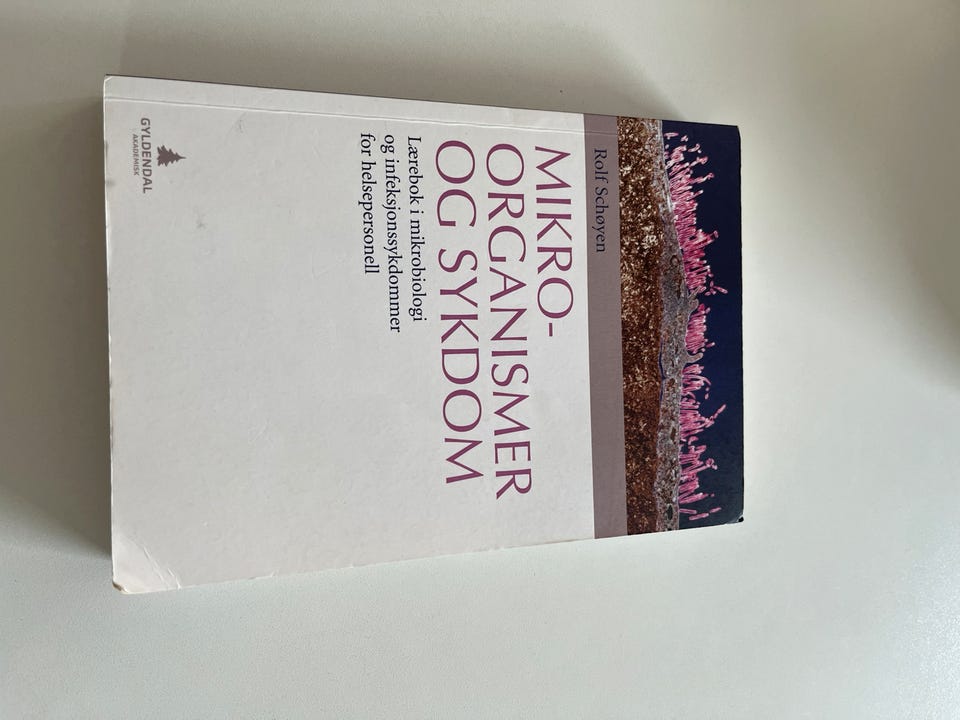 Rolf Schøyen
MIKRO-
ORGANISMER
OG SYKDOM
Lærebok i mikrobiologi
og infeksjonssykdommer
for helsepersonell
GYLDENDAL
AKADEMISK